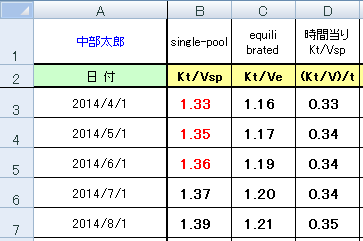 A B C D
1 中部太郎 single-pool equili brated 時間当り Kt/Vsp
2 日 付 Kt/Vsp Kt/Ve (Kt/V)/t
3 2014/4/1 1.33 1.16 0.33
4 2014/5/1 1.35 1.17 0.34
5 2014/6/1 1.36 1.19 0.34
6 2014/7/1 1.37 1.20 0.34
7 2014/8/1 1.39 1.21 0.35